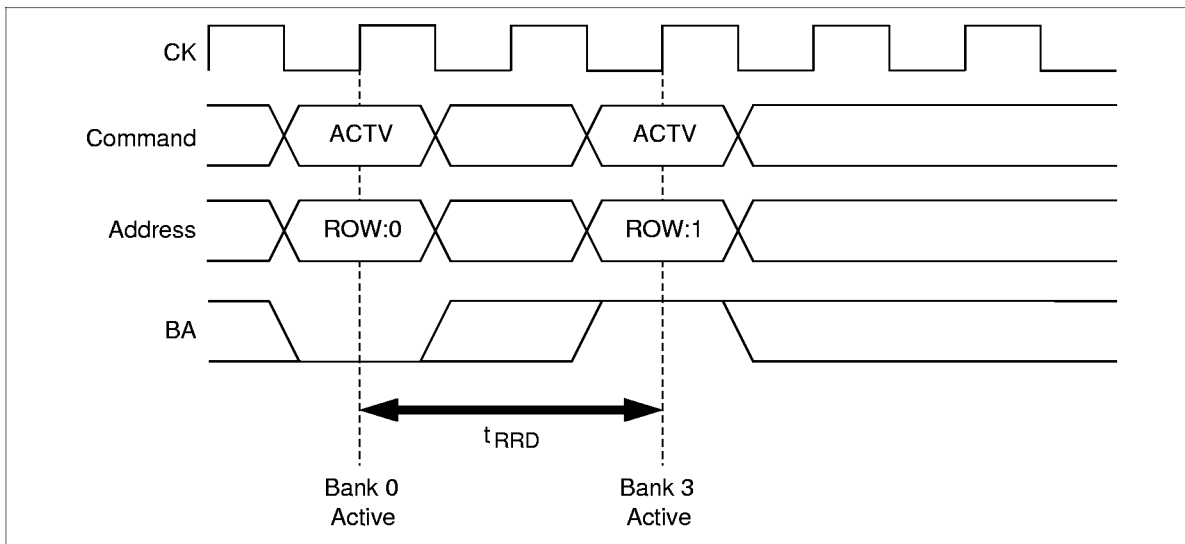 CK
Command
ACTV
ACTV
Address
ROW:0
ROW:1
BA
tRRD
Bank 0
Active
Bank 3
Active